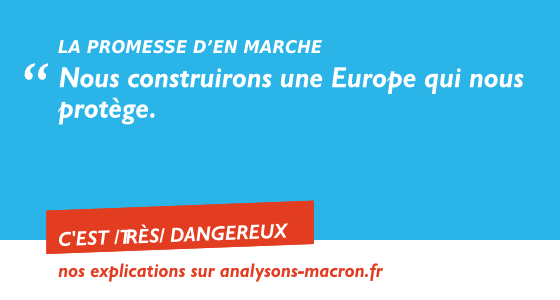 LA PROMESSE D’EN MARCHE
“ Nous construirons une Europe qui nous
protège.
C'EST /TRÈS/ DANGEREUX
nos explications sur analysons-macron.fr